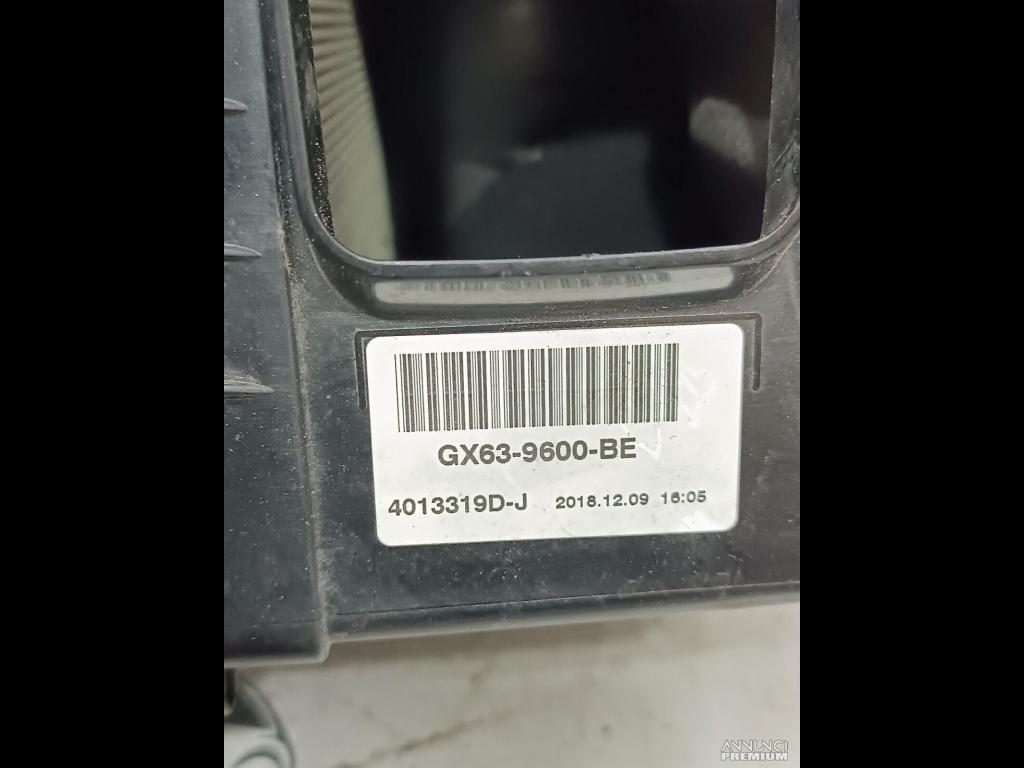 GX63-9600-BE
4013319D-J 2018.12.09 16:05
ANNUNCI
PREMIUM